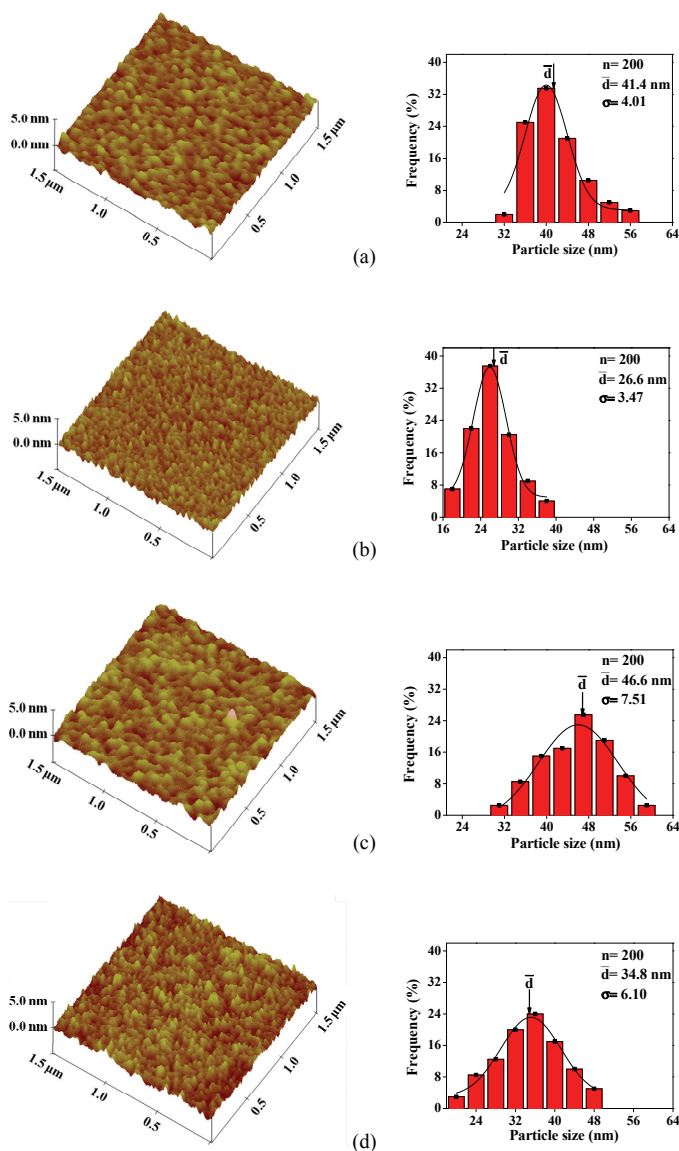 5.0 nm
0.0 nm
1.5 µm
1.0
0.5
0.5
1.0
1.5 µm
(a)
Frequency (%)
40
32
24
16
8
0
d̅
n= 200
d̅= 41.4 nm
σ= 4.01
24 32 40 48 56 64
Particle size (nm)
5.0 nm
0.0 nm
1.5 µm
1.0
0.5
0.5
1.0
1.5 µm
(b)
Frequency (%)
40
32
24
16
8
0
d̅
n= 200
d̅= 26.6 nm
σ= 3.47
16 24 32 40 48 56 64
Particle size (nm)
5.0 nm
0.0 nm
1.5 µm
1.0
0.5
0.5
1.0
1.5 µm
(c)
Frequency (%)
40
32
24
16
8
0
d̅
n= 200
d̅= 46.6 nm
σ= 7.51
24 32 40 48 56 64
Particle size (nm)
5.0 nm
0.0 nm
1.5 µm
1.0
0.5
0.5
1.0
1.5 µm
(d)
Frequency (%)
40
32
24
16
8
0
d̅
n= 200
d̅= 34.8 nm
σ= 6.10
24 32 40 48 56 64
Particle size (nm)